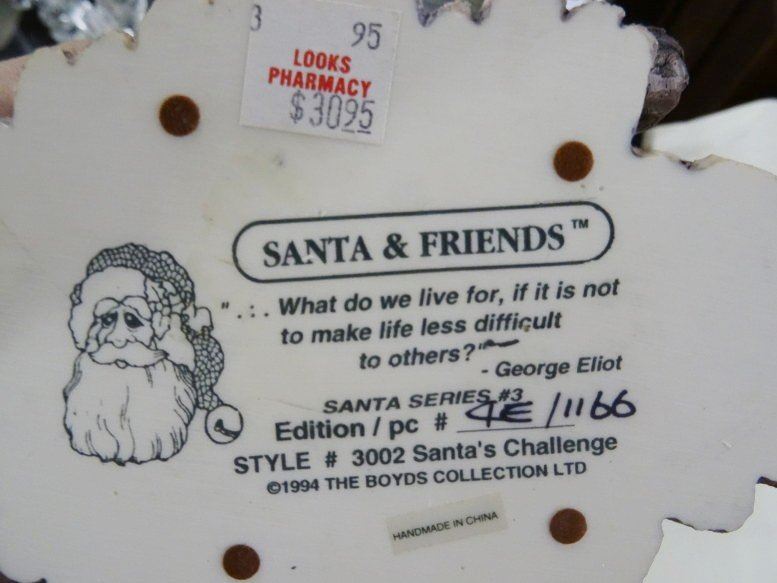 3 95
LOOKS
PHARMACY
$3095
SANTA & FRIENDS™
"... What do we live for, if it is not
to make life less difficult
to others?"
- George Eliot
SANTA SERIES #3
Edition / pc # 4E/1166
STYLE # 3002 Santa's Challenge
©1994 THE BOYDS COLLECTION LTD
HANDMADE IN CHINA